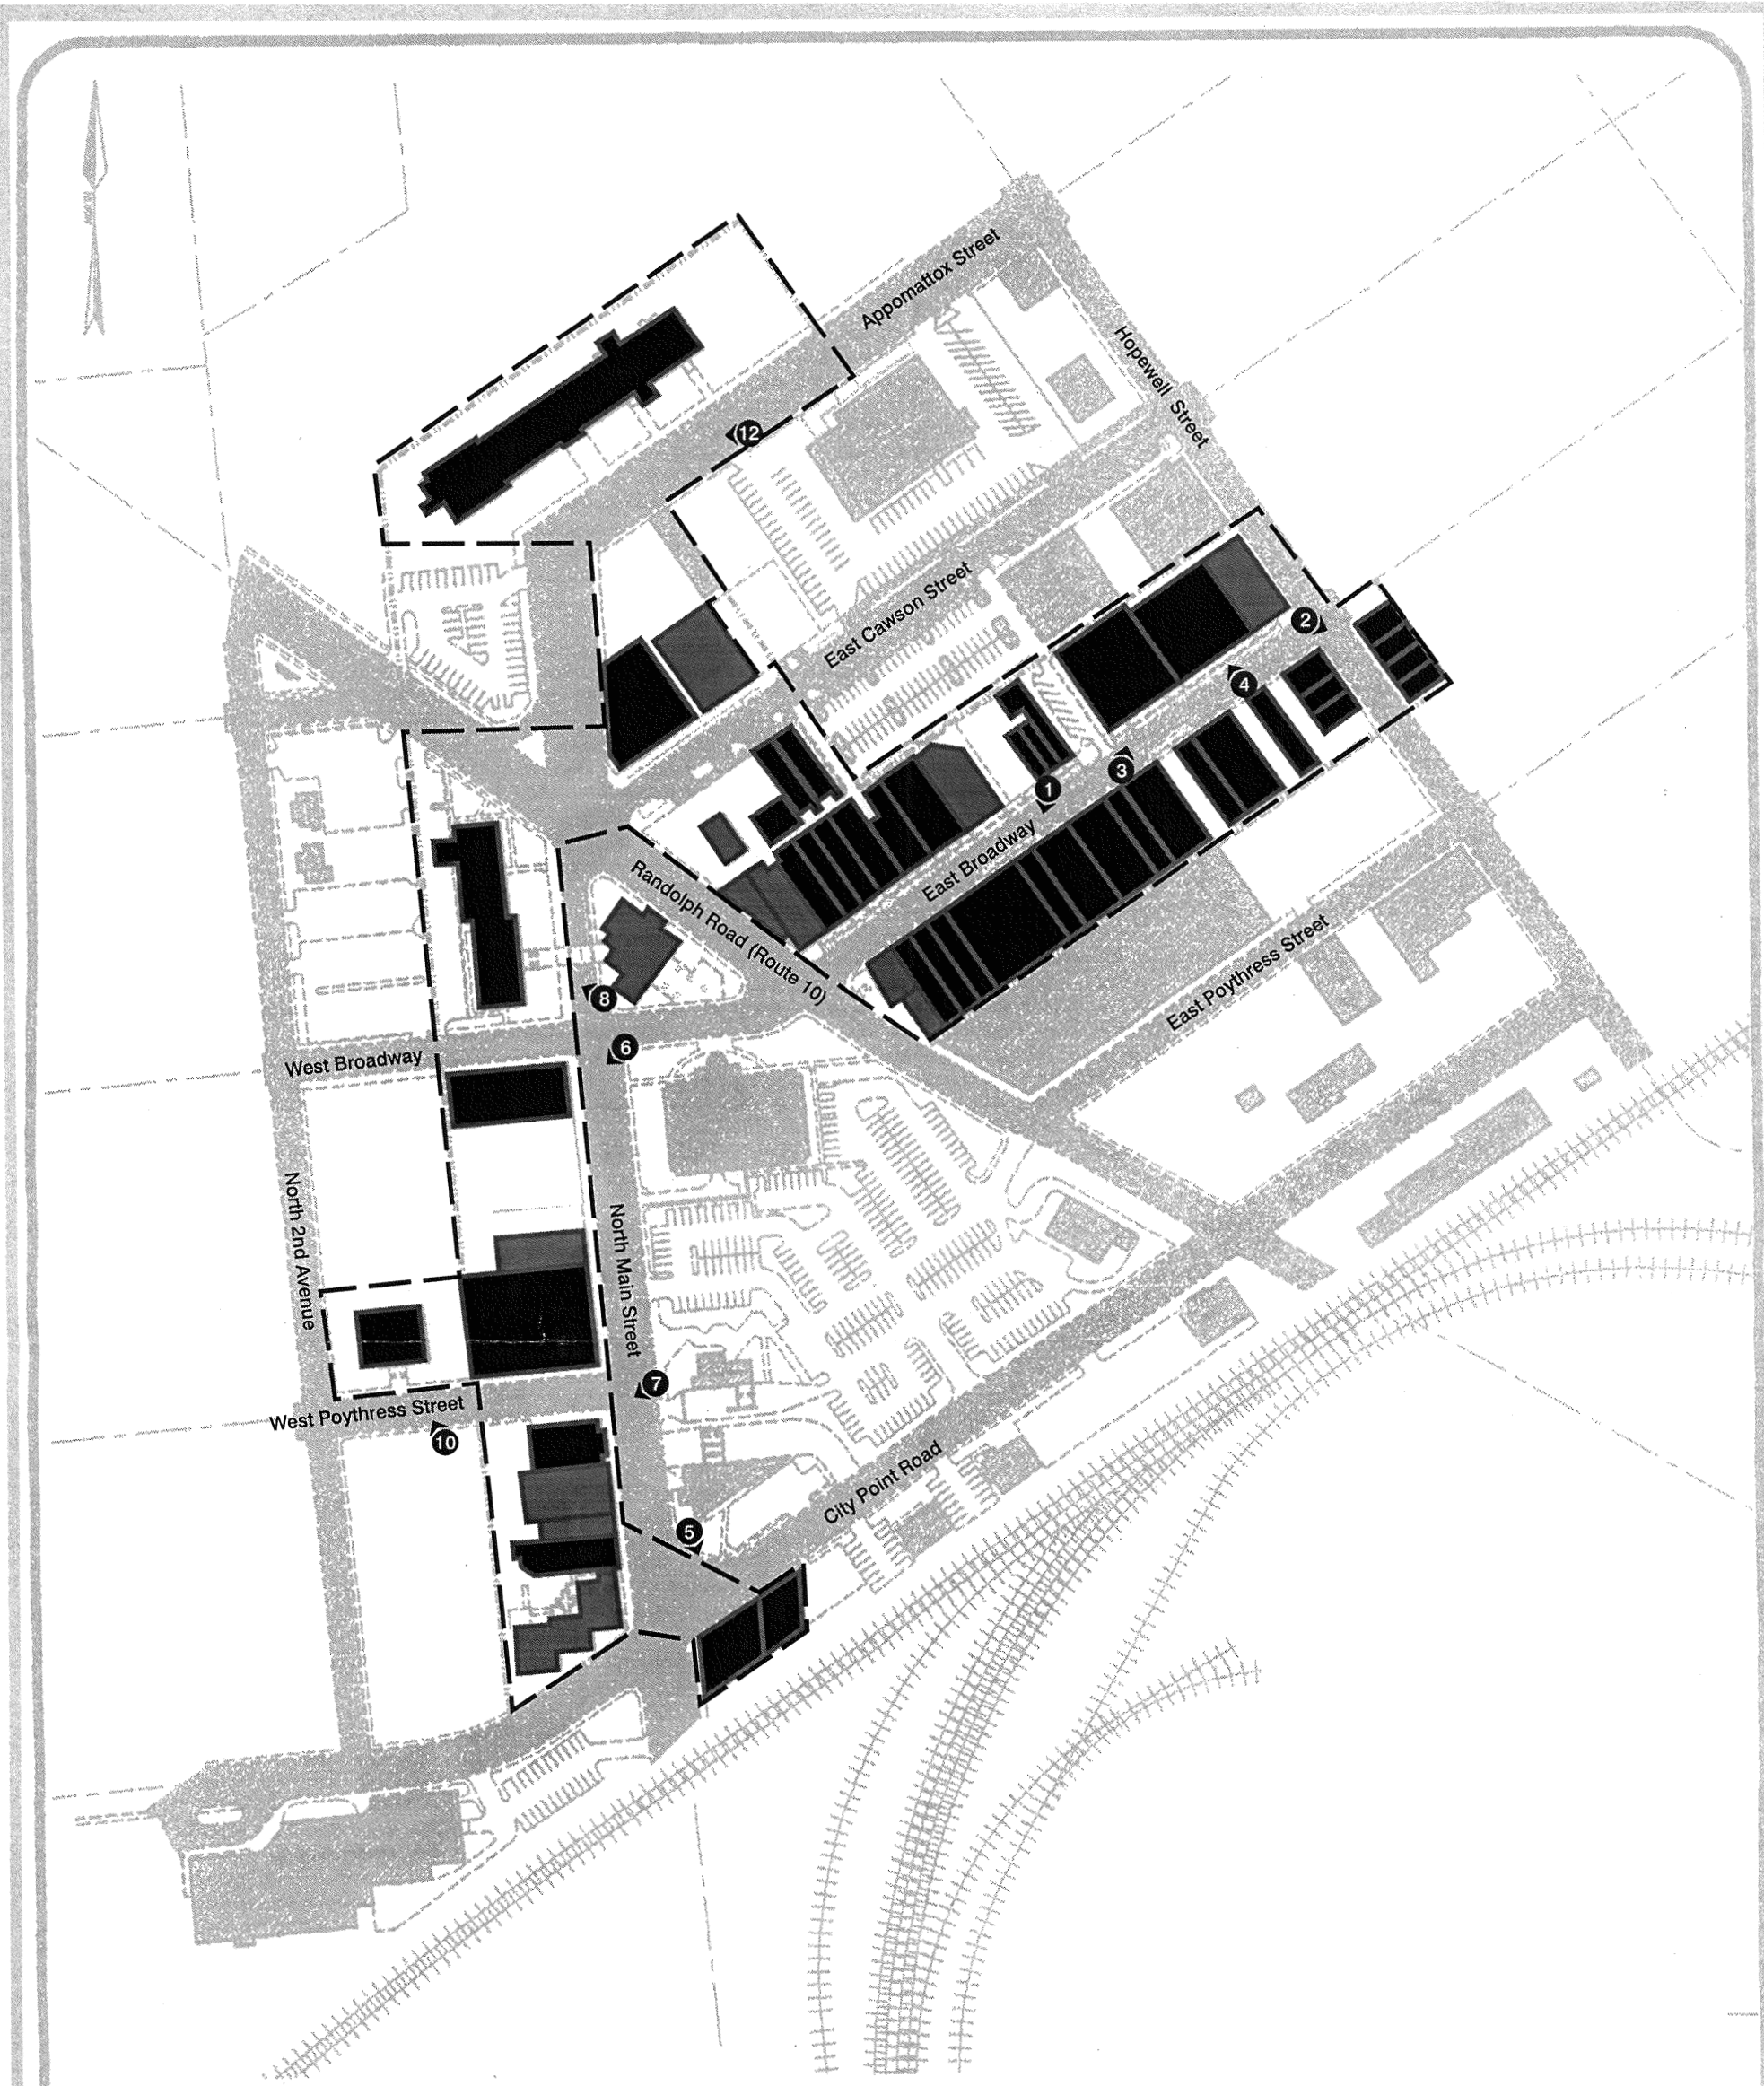 Appomattox Street
Hopewell Street
12
East Cawson Street
2
4
3
1
East Broadway
Randolph Road (Route 10)
8
East Poythress Street
6
West Broadway
North 2nd Avenue
North Main Street
7
West Poythress Street
10
City Point Road
5